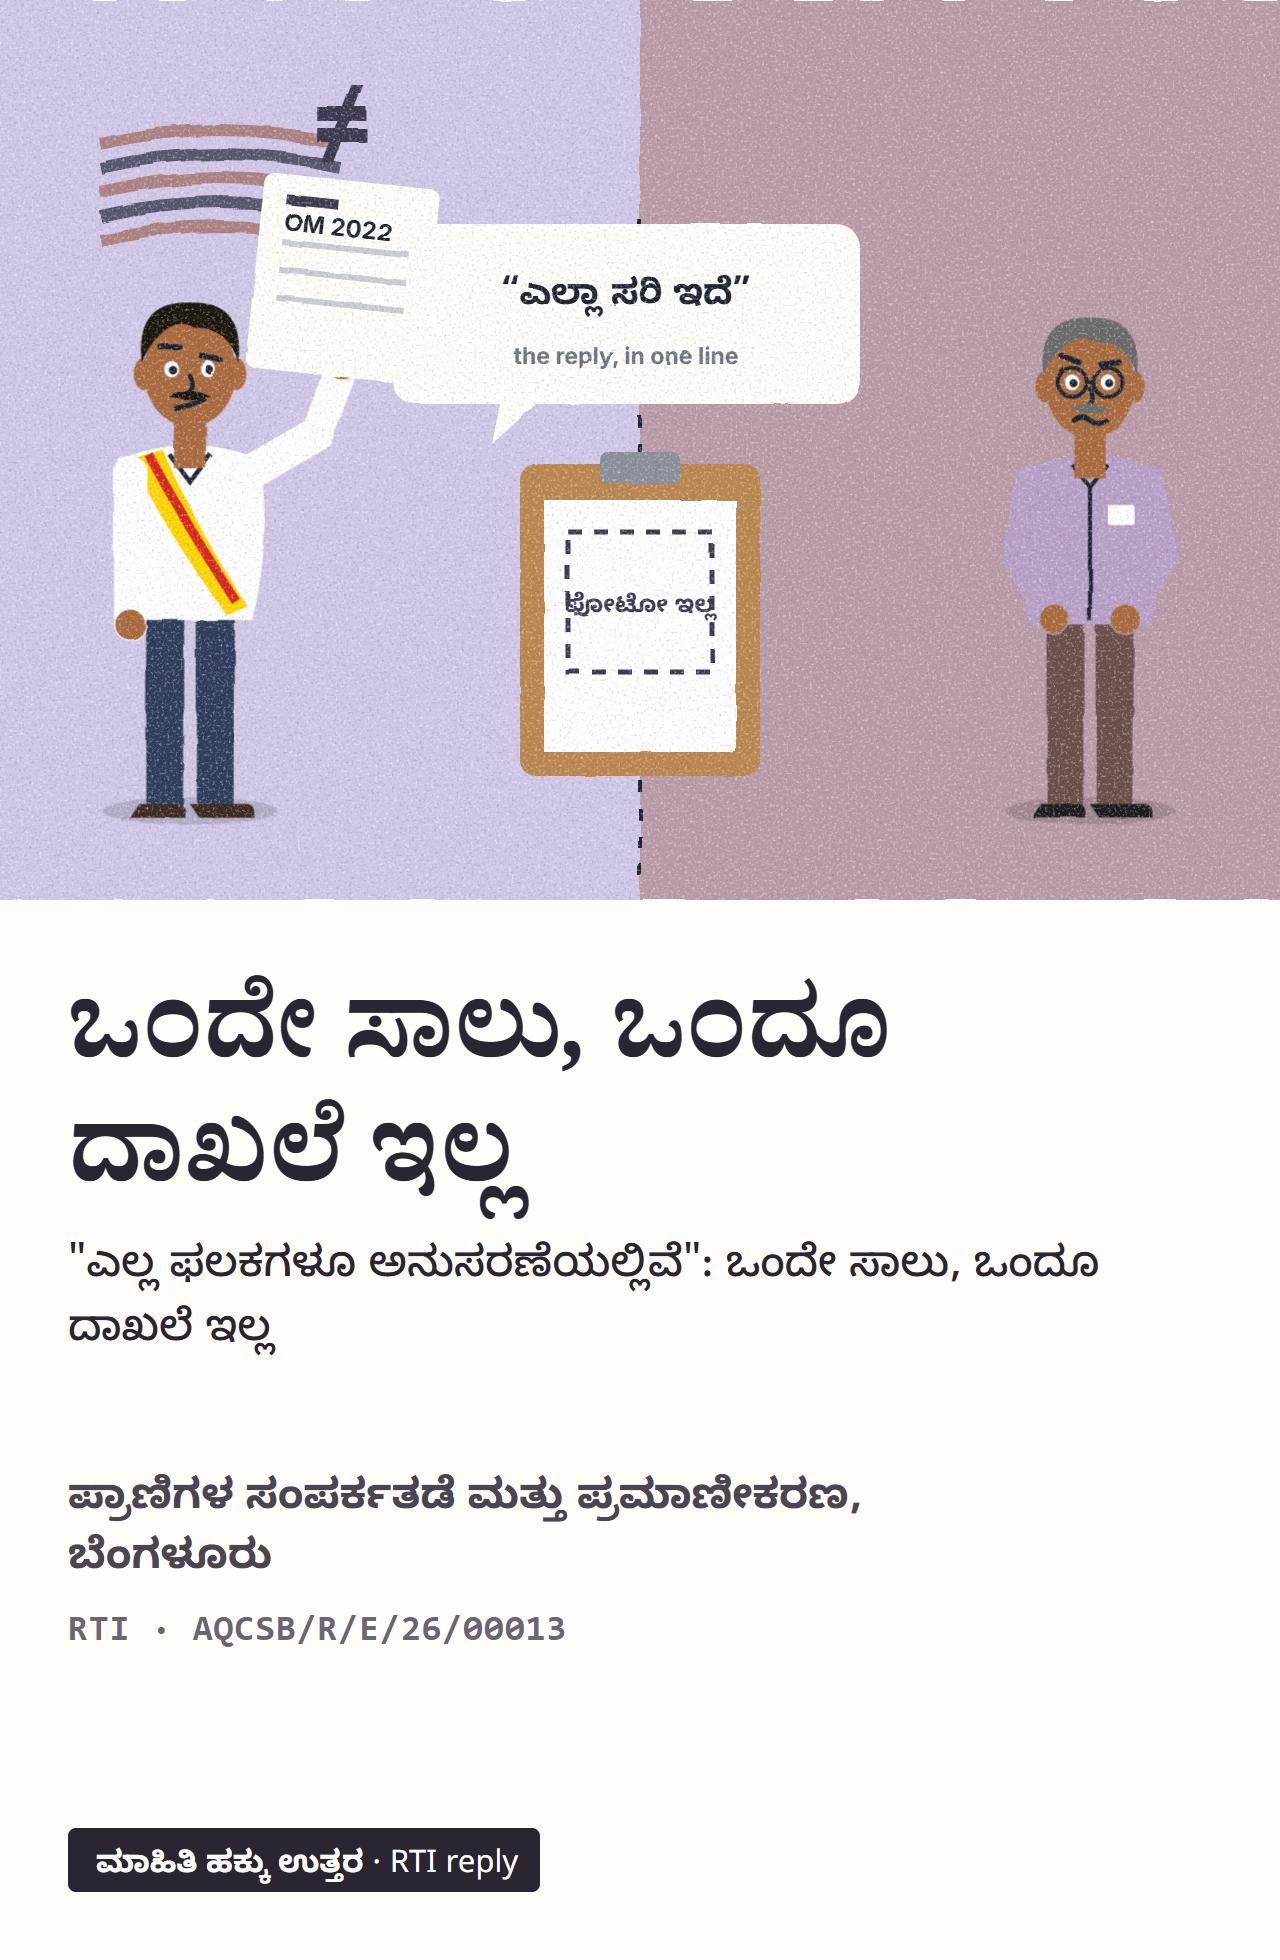 OM 2022
“ಎಲ್ಲಾ ಸರಿ ಇದೆ”
the reply, in one line
ಫೋಟೋ ಇಲ್ಲ
ಒಂದೇ ಸಾಲು, ಒಂದೂ
ದಾಖಲೆ ಇಲ್ಲ
"ಎಲ್ಲ ಫಲಕಗಳೂ ಅನುಸರಣೆಯಲ್ಲಿವೆ": ಒಂದೇ ಸಾಲು, ಒಂದೂ
ದಾಖಲೆ ಇಲ್ಲ
ಪ್ರಾಣಿಗಳ ಸಂಪರ್ಕತಡೆ ಮತ್ತು ಪ್ರಮಾಣೀಕರಣ,
ಬೆಂಗಳೂರು
RTI · AQCSB/R/E/26/00013
ಮಾಹಿತಿ ಹಕ್ಕು ಉತ್ತರ · RTI reply